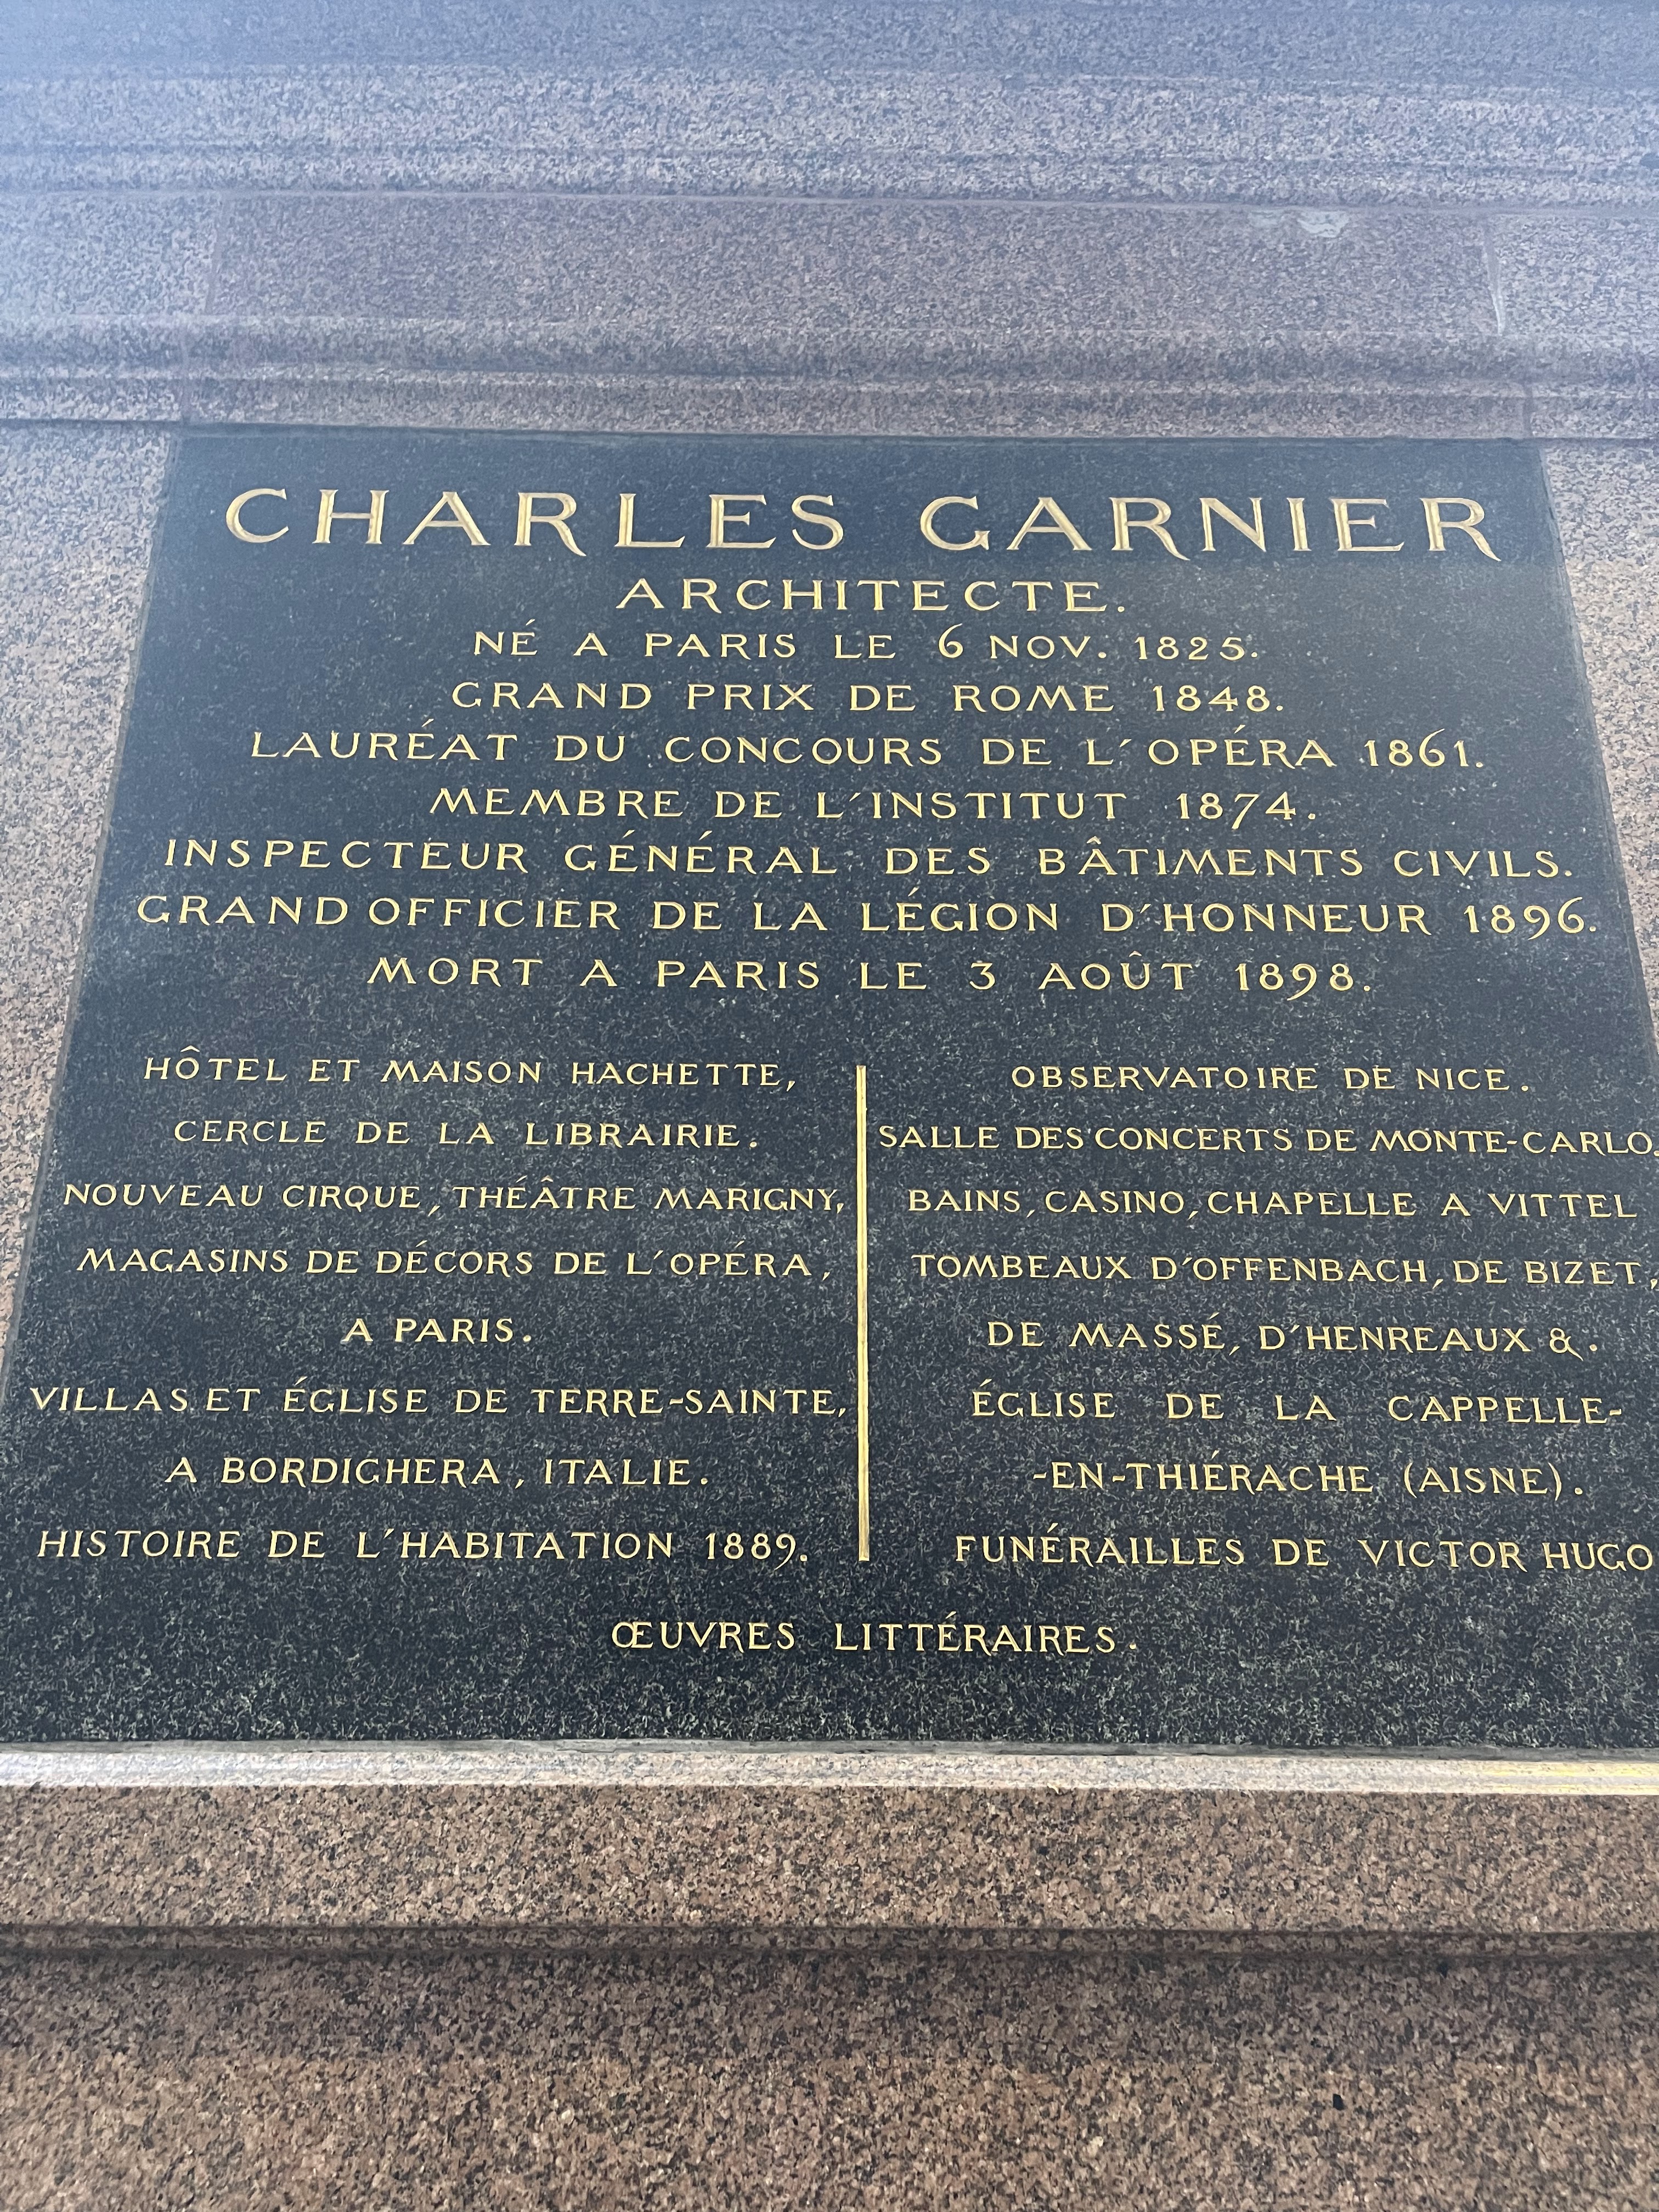 CHARLES GARNIER
ARCHITECTE.
NÉ A PARIS LE 6 NOV. 1825.
GRAND PRIX DE ROME 1848.
LAURÉAT DU CONCOURS DE L'OPÉRA 1861.
MEMBRE DE L'INSTITUT 1874.
INSPECTEUR GÉNÉRAL DES BÂTIMENTS CIVILS.
GRAND OFFICIER DE LA LÉGION D'HONNEUR 1896.
MORT A PARIS LE 3 AOÛT 1898.
HÔTEL ET MAISON HACHETTE,
CERCLE DE LA LIBRAIRIE.
NOUVEAU CIRQUE, THÉÂTRE MARIGNY,
MAGASINS DE DÉCORS DE L'OPÉRA,
A PARIS.
VILLAS ET ÉGLISE DE TERRE-SAINTE,
A BORDIGHERA, ITALIE.
HISTOIRE DE L'HABITATION 1889.
OBSERVATOIRE DE NICE.
SALLE DES CONCERTS DE MONTE-CARLO.
BAINS, CASINO, CHAPELLE A VITTEL
TOMBEAUX D'OFFENBACH, DE BIZET,
DE MASSÉ, D'HENREAUX &.
ÉGLISE DE LA CAPPELLE-
-EN-THIÉRACHE (AISNE).
FUNÉRAILLES DE VICTOR HUGO
ŒUVRES LITTÉRAIRES.